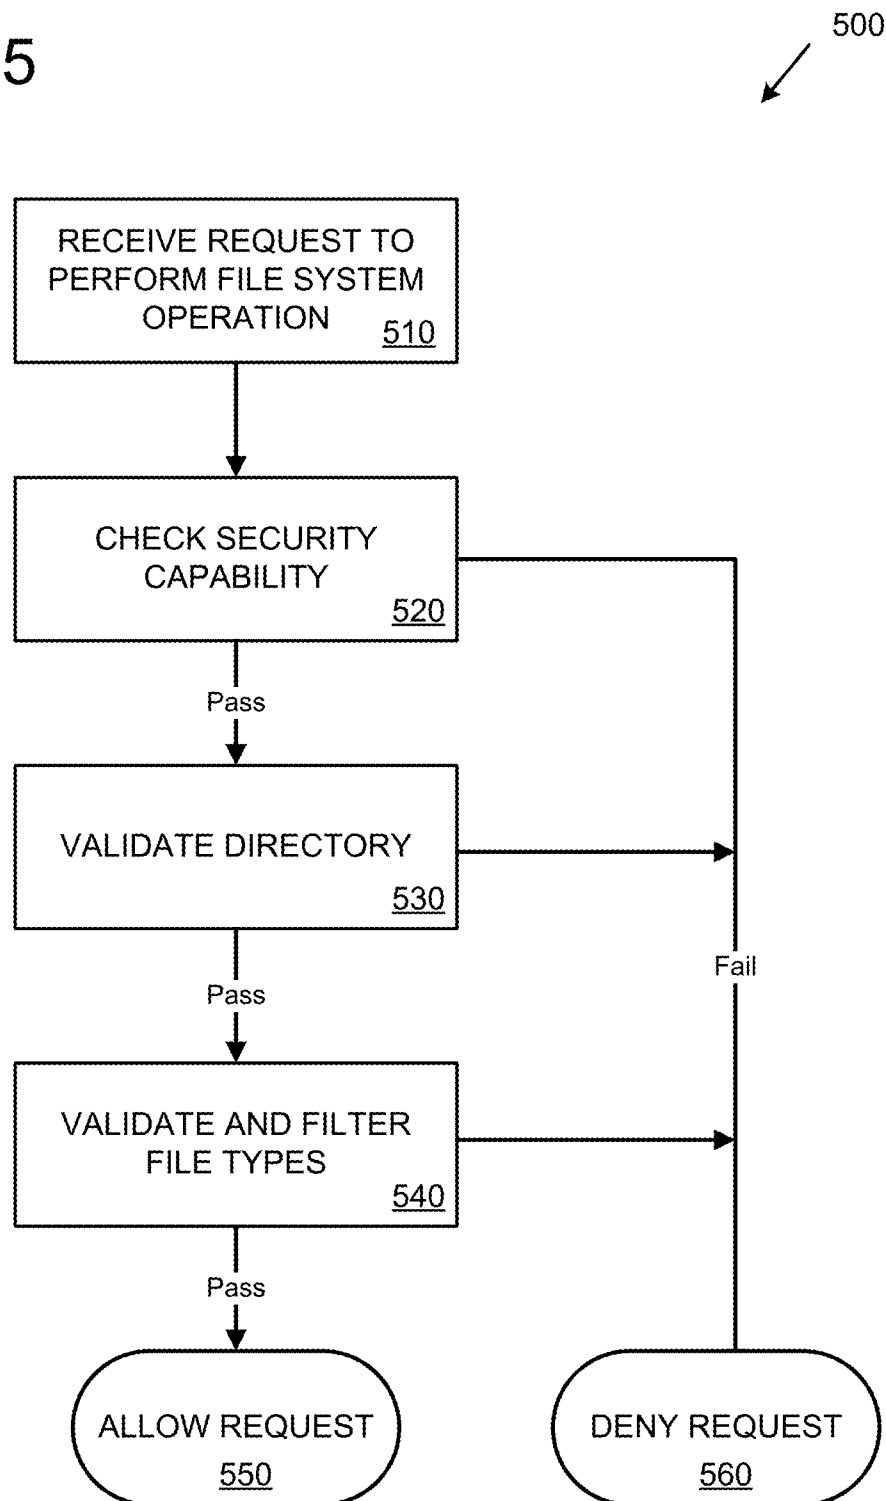 5
500
RECEIVE REQUEST TO
PERFORM FILE SYSTEM
OPERATION
510
CHECK SECURITY
CAPABILITY
520
Pass
VALIDATE DIRECTORY
530
Fail
Pass
VALIDATE AND FILTER
FILE TYPES
540
Pass
ALLOW REQUEST
550
DENY REQUEST
560